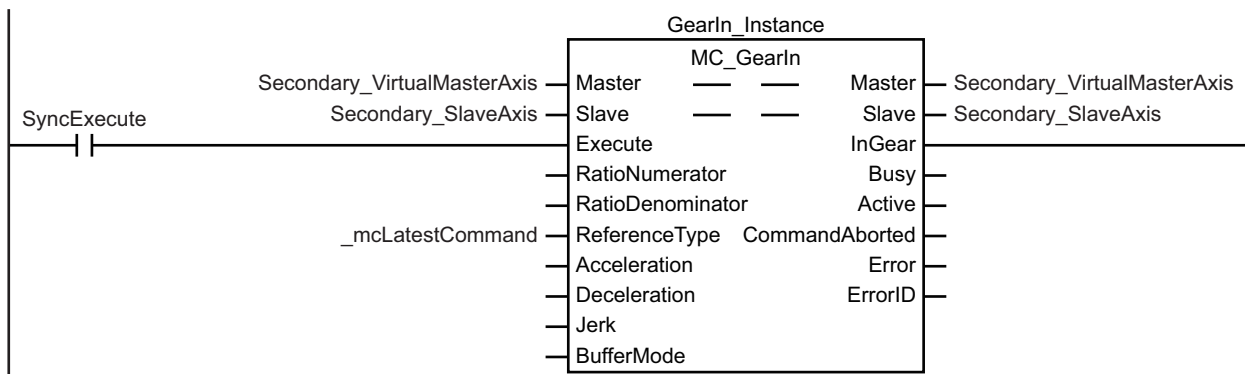 GearIn_Instance
MC_GearIn
Secondary_VirtualMasterAxis Master Master Secondary_VirtualMasterAxis
SyncExecute Secondary_SlaveAxis Slave Slave Secondary_SlaveAxis
Execute InGear
RatioNumerator Busy
RatioDenominator Active
_mcLatestCommand ReferenceType CommandAborted
Acceleration Error
Deceleration ErrorID
Jerk
BufferMode